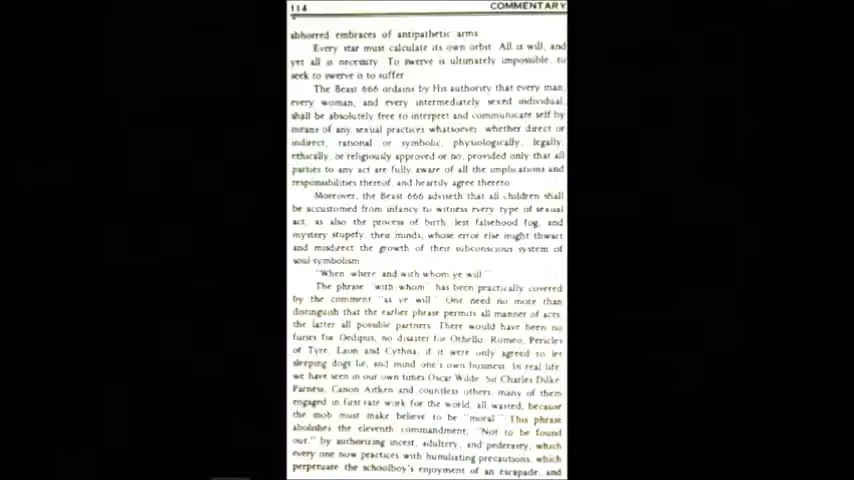 114 COMMENTARY
abhorred embraces of antipathetic arms
Every star must calculate its own orbit. All is will, and
yet all is necessity. To swerve is ultimately impossible, to
seek to swerve is to suffer
The Beast 666 ordains by His authority that every man,
every woman, and every intermediately sexed individual,
shall be absolutely free to interpret and communicate self by
means of any sexual practices whatsoever, whether direct or
indirect, rational or symbolic, physiologically, legally,
ethically, or religiously approved or no, provided only that all
parties to any act are fully aware of all the implications and
responsibilities thereof, and heartily agree thereto
Moreover, the Beast 666 adviseth that all children shall
be accustomed from infancy to witness every type of sexual
act, as also the process of birth, lest falsehood fog, and
mystery stupefy, their minds, whose error else might thwart
and misdirect the growth of their subconscious system of
soul-symbolism
"When, where, and with whom ye will"
The phrase "with whom" has been practically covered
by the comment "as ye will". One need no more than
distinguish that the earlier phrase permits all manner of acts,
the latter all possible partners. There would have been no
furies for Oedipus, no disaster for Othello, Romeo, Pericles
of Tyre, Laon and Cythna, if it were only agreed to let
sleeping dogs lie, and mind one's own business. In real life,
we have seen in our own times Oscar Wilde, Sir Charles Dilke,
Parness, Canon Aitken and countless others, many of them
engaged in first-rate work for the world, all wasted, because
the mob must make believe to be "moral". This phrase
abolishes the eleventh commandment, "Not to be found
out," by authorizing incest, adultery, and pederasty, which
every one now practices with humiliating precautions, which
perpetuate the schoolboy's enjoyment of an escapade, and